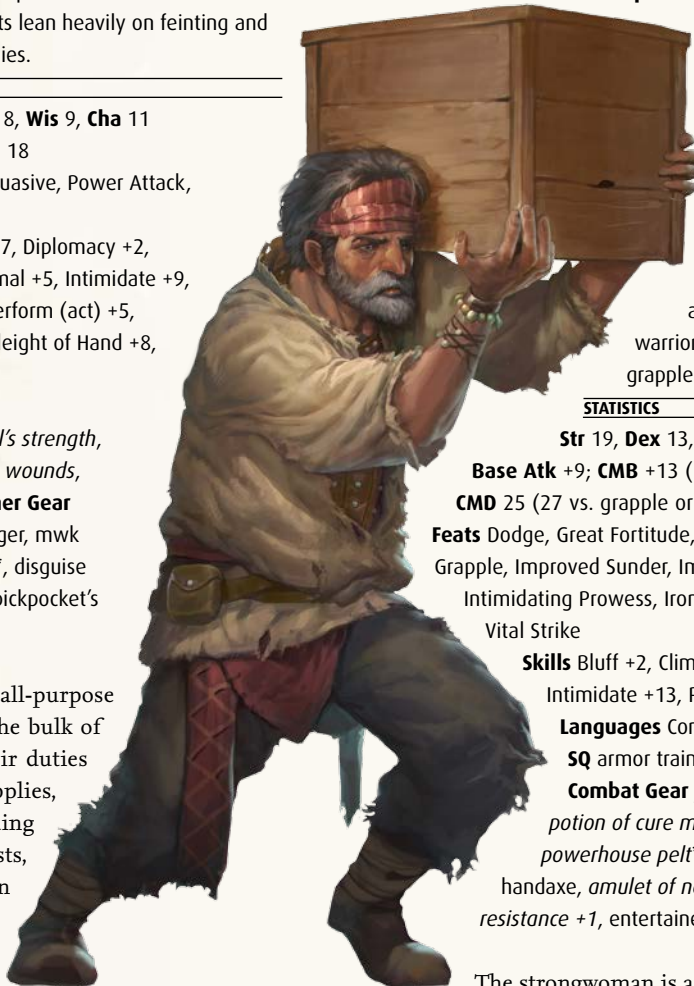 ts lean heavily on feinting and
ies.
8, Wis 9, Cha 11
18
uasive, Power Attack,
7, Diplomacy +2,
mal +5, Intimidate +9,
erform (act) +5,
leight of Hand +8,
l's strength,
wounds,
er Gear
ger, mwk
, disguise
pickpocket's
all-purpose
he bulk of
ir duties
pplies,
ing
sts,
n
a
warrior
grapple
STATISTICS
Str 19, Dex 13,
Base Atk +9; CMB +13 (
CMD 25 (27 vs. grapple or
Feats Dodge, Great Fortitude,
Grapple, Improved Sunder, Im
Intimidating Prowess, Iron
Vital Strike
Skills Bluff +2, Clim
Intimidate +13, P
Languages Con
SQ armor train
Combat Gear
potion of cure m
powerhouse pelt
handaxe, amulet of n
resistance +1, entertaine
The strongwoman is a